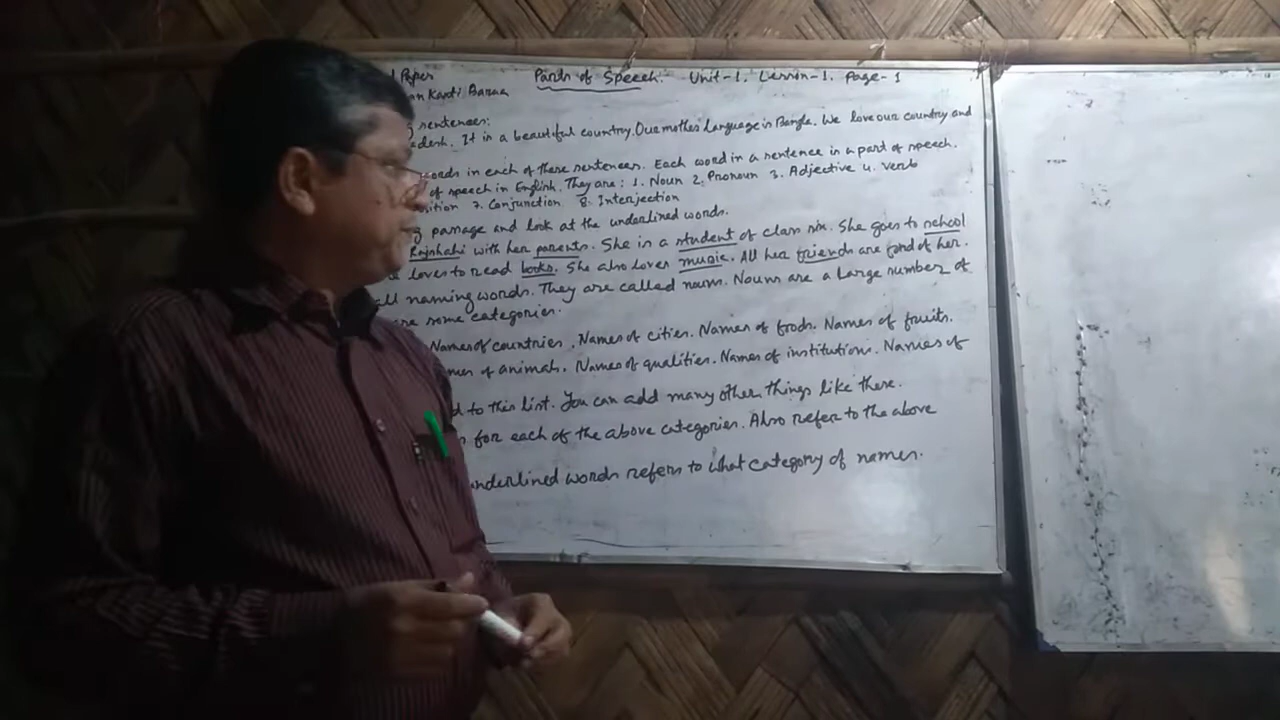 Paper Parts of Speech: Unit-1. Lesson-1. Page-1
Kanti Barua
sentences:
desh. It is a beautiful country. Our mother Language is Bangla. We love our country and
words in each of these sentences. Each word in a sentence is a part of speech.
of speech in English. They are: 1. Noun 2. Pronoun 3. Adjective 4. Verb
sition 7. Conjunction 8. Interjection
passage and look at the underlined words.
Rajshahi with her parents. She is a student of class six. She goes to school
loves to read books. She also loves music. All her friends are fond of her.
all naming words. They are called noun. Nouns are a large number of
are some categories.
Names of countries. Names of cities. Names of foods. Names of fruits.
mes of animals. Names of qualities. Names of institutions. Names of
d to this list. You can add many other things like these.
for each of the above categories. Also refer to the above
underlined words refers to what category of names.